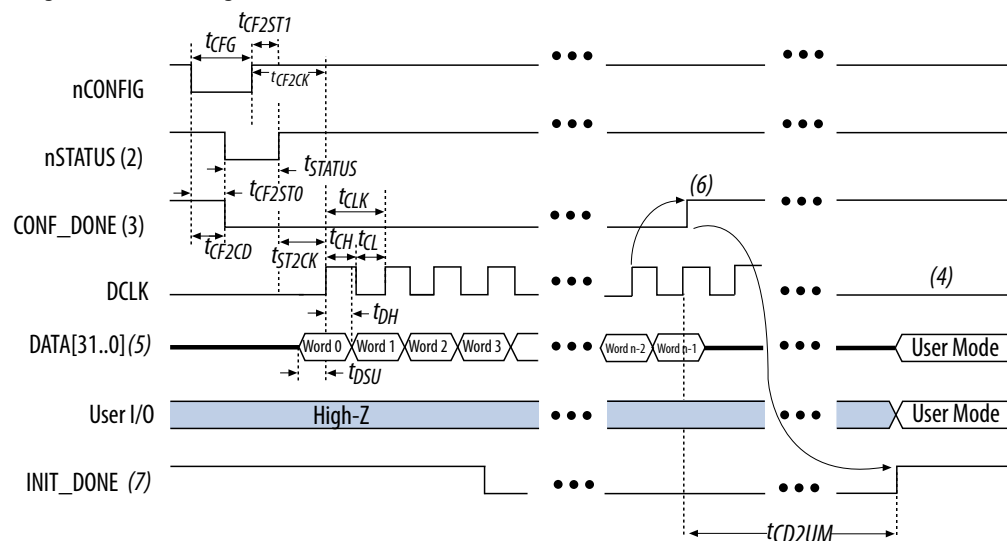 tCF2ST1
tCFG
tCF2CK
nCONFIG
nSTATUS (2)
tSTATUS
tCF2ST0
tCLK
(6)
CONF_DONE (3)
tCF2CD
tST2CK
tCH
tCL
(4)
DCLK
tDH
DATA[31..0](5)
Word 0
Word 1
Word 2
Word 3
Word n-2
Word n-1
User Mode
tDSU
User I/O
High-Z
User Mode
INIT_DONE (7)
tCD2UM